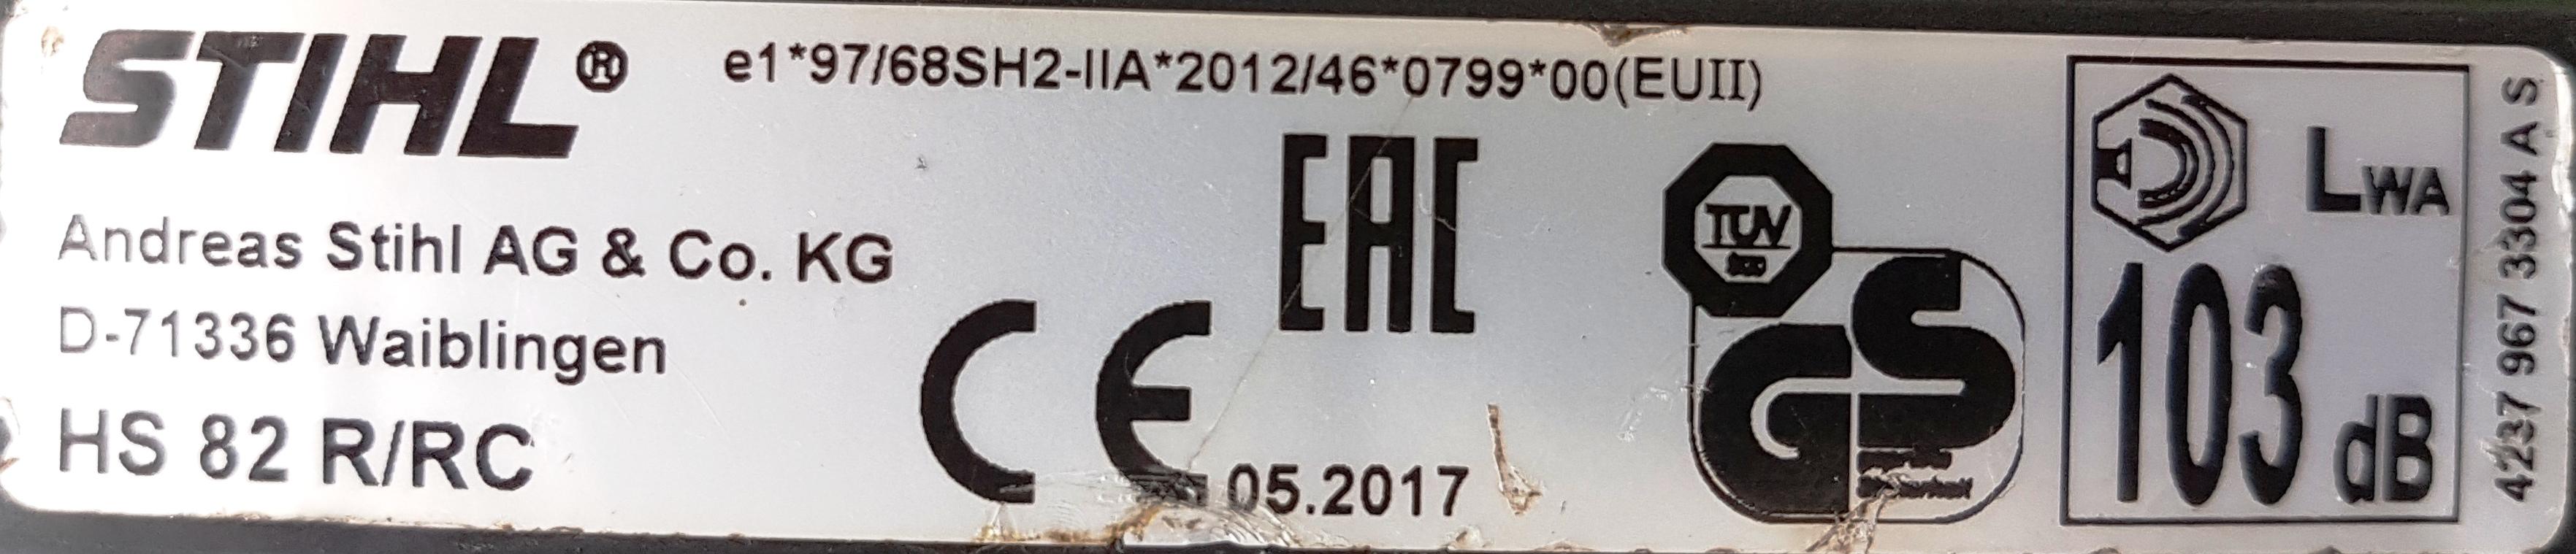 STIHL®
e1*97/68SH2-IIA*2012/46*0799*00(EUII)
Andreas Stihl AG & Co. KG
D-71336 Waiblingen
HS 82 R/RC
EAC
CE
05.2017
TÜV
GS
LWA
103 dB
4237 967 3304 A S